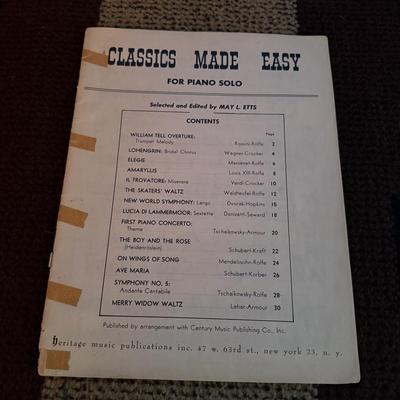 CLASSICS MADE EASY
FOR PIANO SOLO
Selected and Edited by MAY L. ETTS
CONTENTS
Page
WILLIAM TELL OVERTURE:
Trumpet Melody Rossini-Rolfe 2
LOHENGRIN: Bridal Chorus Wagner-Crocker 4
ELEGIE Massenet-Rolfe 6
AMARYLLIS Louis XIII-Rolfe 8
IL TROVATORE: Miserere Verdi-Crocker 10
THE SKATERS' WALTZ Waldteufel-Rolfe 12
NEW WORLD SYMPHONY: Largo Dvorak-Hopkins 15
LUCIA DI LAMMERMOOR: Sextette Donizetti-Seward 18
FIRST PIANO CONCERTO:
Theme Tschaikowsky-Armour 20
THE BOY AND THE ROSE
(Heidenröslein) Schubert-Kraft 22
ON WINGS OF SONG Mendelssohn-Rolfe 24
AVE MARIA Schubert-Korber 26
SYMPHONY NO. 5:
Andante Cantabile Tschaikowsky-Rolfe 28
MERRY WIDOW WALTZ Lehar-Armour 30
Published by arrangement with Century Music Publishing Co., Inc.
heritage music publications inc. 47 w. 63rd st., new york 23, n. y.